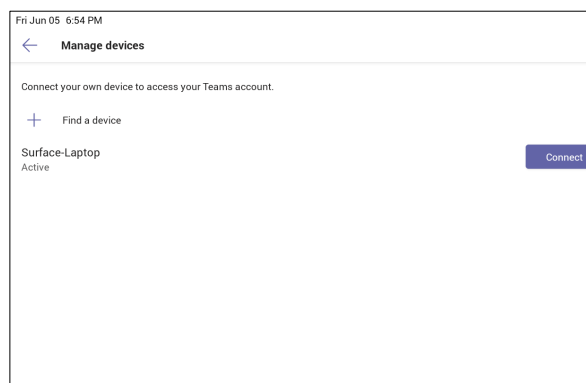 Fri Jun 05 6:54 PM
Manage devices
Connect your own device to access your Teams account.
Find a device
Surface-Laptop
Connect
Active